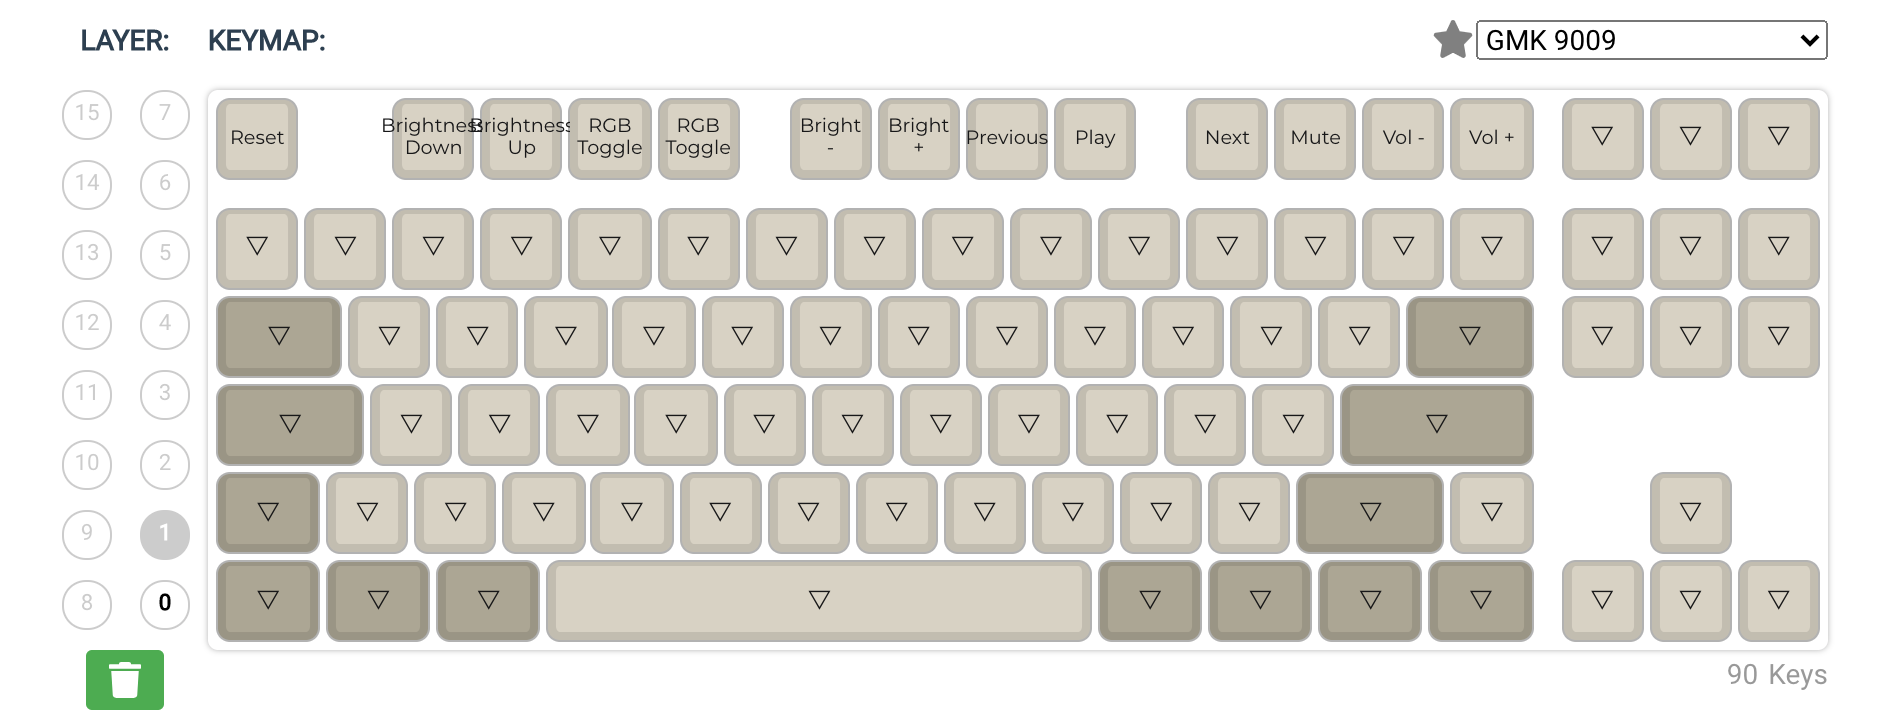 LAYER: KEYMAP: GMK 9009
15 7
Reset Brightness Down Brightness Up RGB Toggle RGB Toggle Bright - Bright + Previous Play Next Mute Vol - Vol + ▽ ▽ ▽
14 6
13 5
▽ ▽ ▽ ▽ ▽ ▽ ▽ ▽ ▽ ▽ ▽ ▽ ▽ ▽ ▽ ▽ ▽ ▽
12 4
▽ ▽ ▽ ▽ ▽ ▽ ▽ ▽ ▽ ▽ ▽ ▽ ▽ ▽ ▽ ▽ ▽
11 3
▽ ▽ ▽ ▽ ▽ ▽ ▽ ▽ ▽ ▽ ▽ ▽ ▽
10 2
9 1
▽ ▽ ▽ ▽ ▽ ▽ ▽ ▽ ▽ ▽ ▽ ▽ ▽ ▽ ▽
8 0
▽ ▽ ▽ ▽ ▽ ▽ ▽ ▽ ▽ ▽ ▽
90 Keys